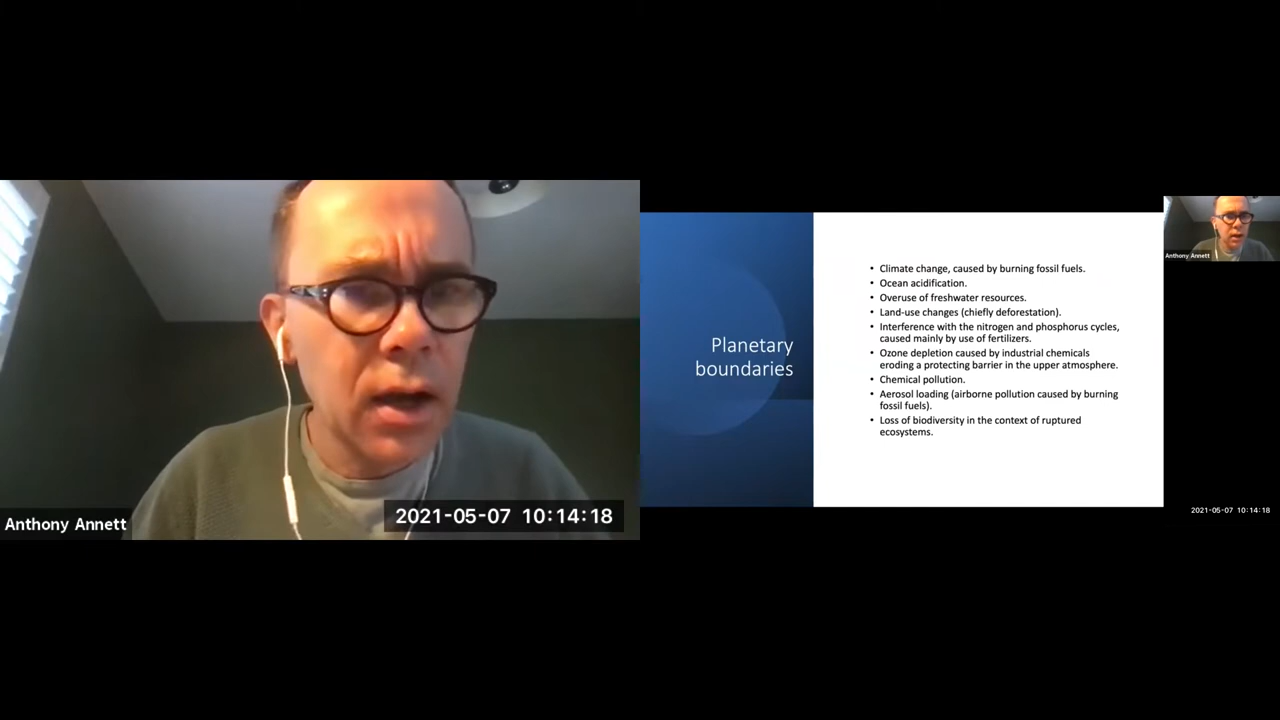 Anthony Annett
2021-05-07 10:14:18
Planetary
boundaries
• Climate change, caused by burning fossil fuels.
• Ocean acidification.
• Overuse of freshwater resources.
• Land-use changes (chiefly deforestation).
• Interference with the nitrogen and phosphorus cycles,
caused mainly by use of fertilizers.
• Ozone depletion caused by industrial chemicals
eroding a protecting barrier in the upper atmosphere.
• Chemical pollution.
• Aerosol loading (airborne pollution caused by burning
fossil fuels).
• Loss of biodiversity in the context of ruptured
ecosystems.
Anthony Annett
2021-05-07 10:14:18